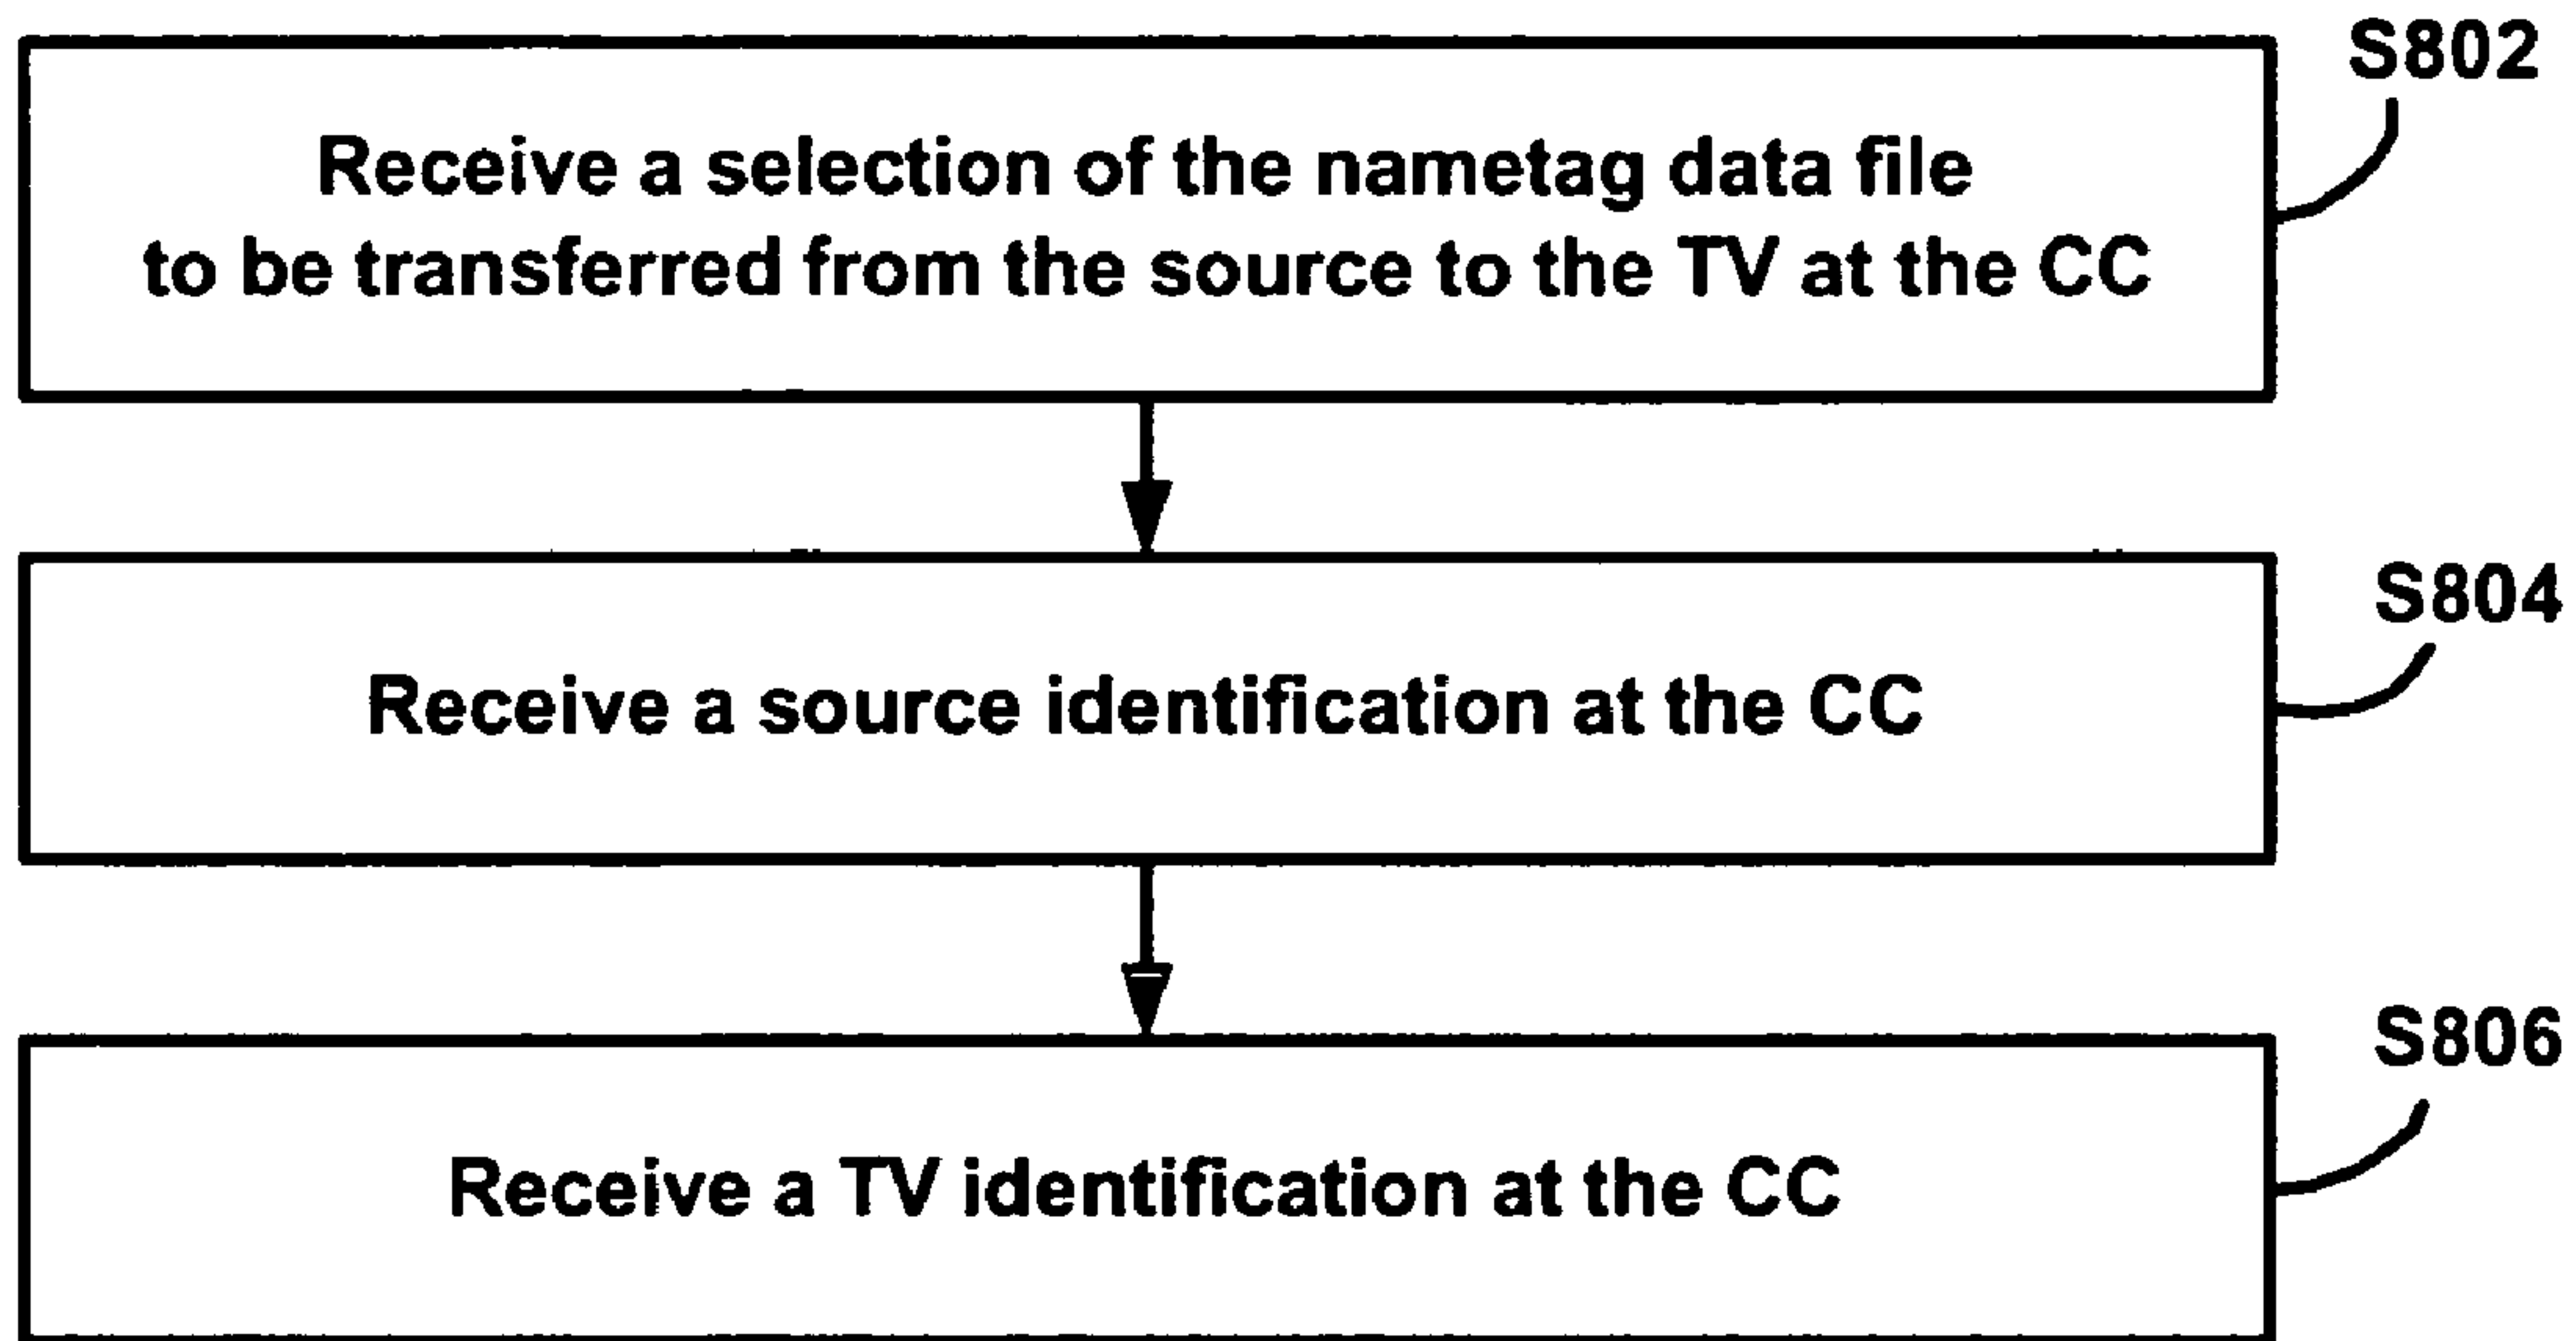 S802
Receive a selection of the nametag data file
to be transferred from the source to the TV at the CC
S804
Receive a source identification at the CC
S806
Receive a TV identification at the CC